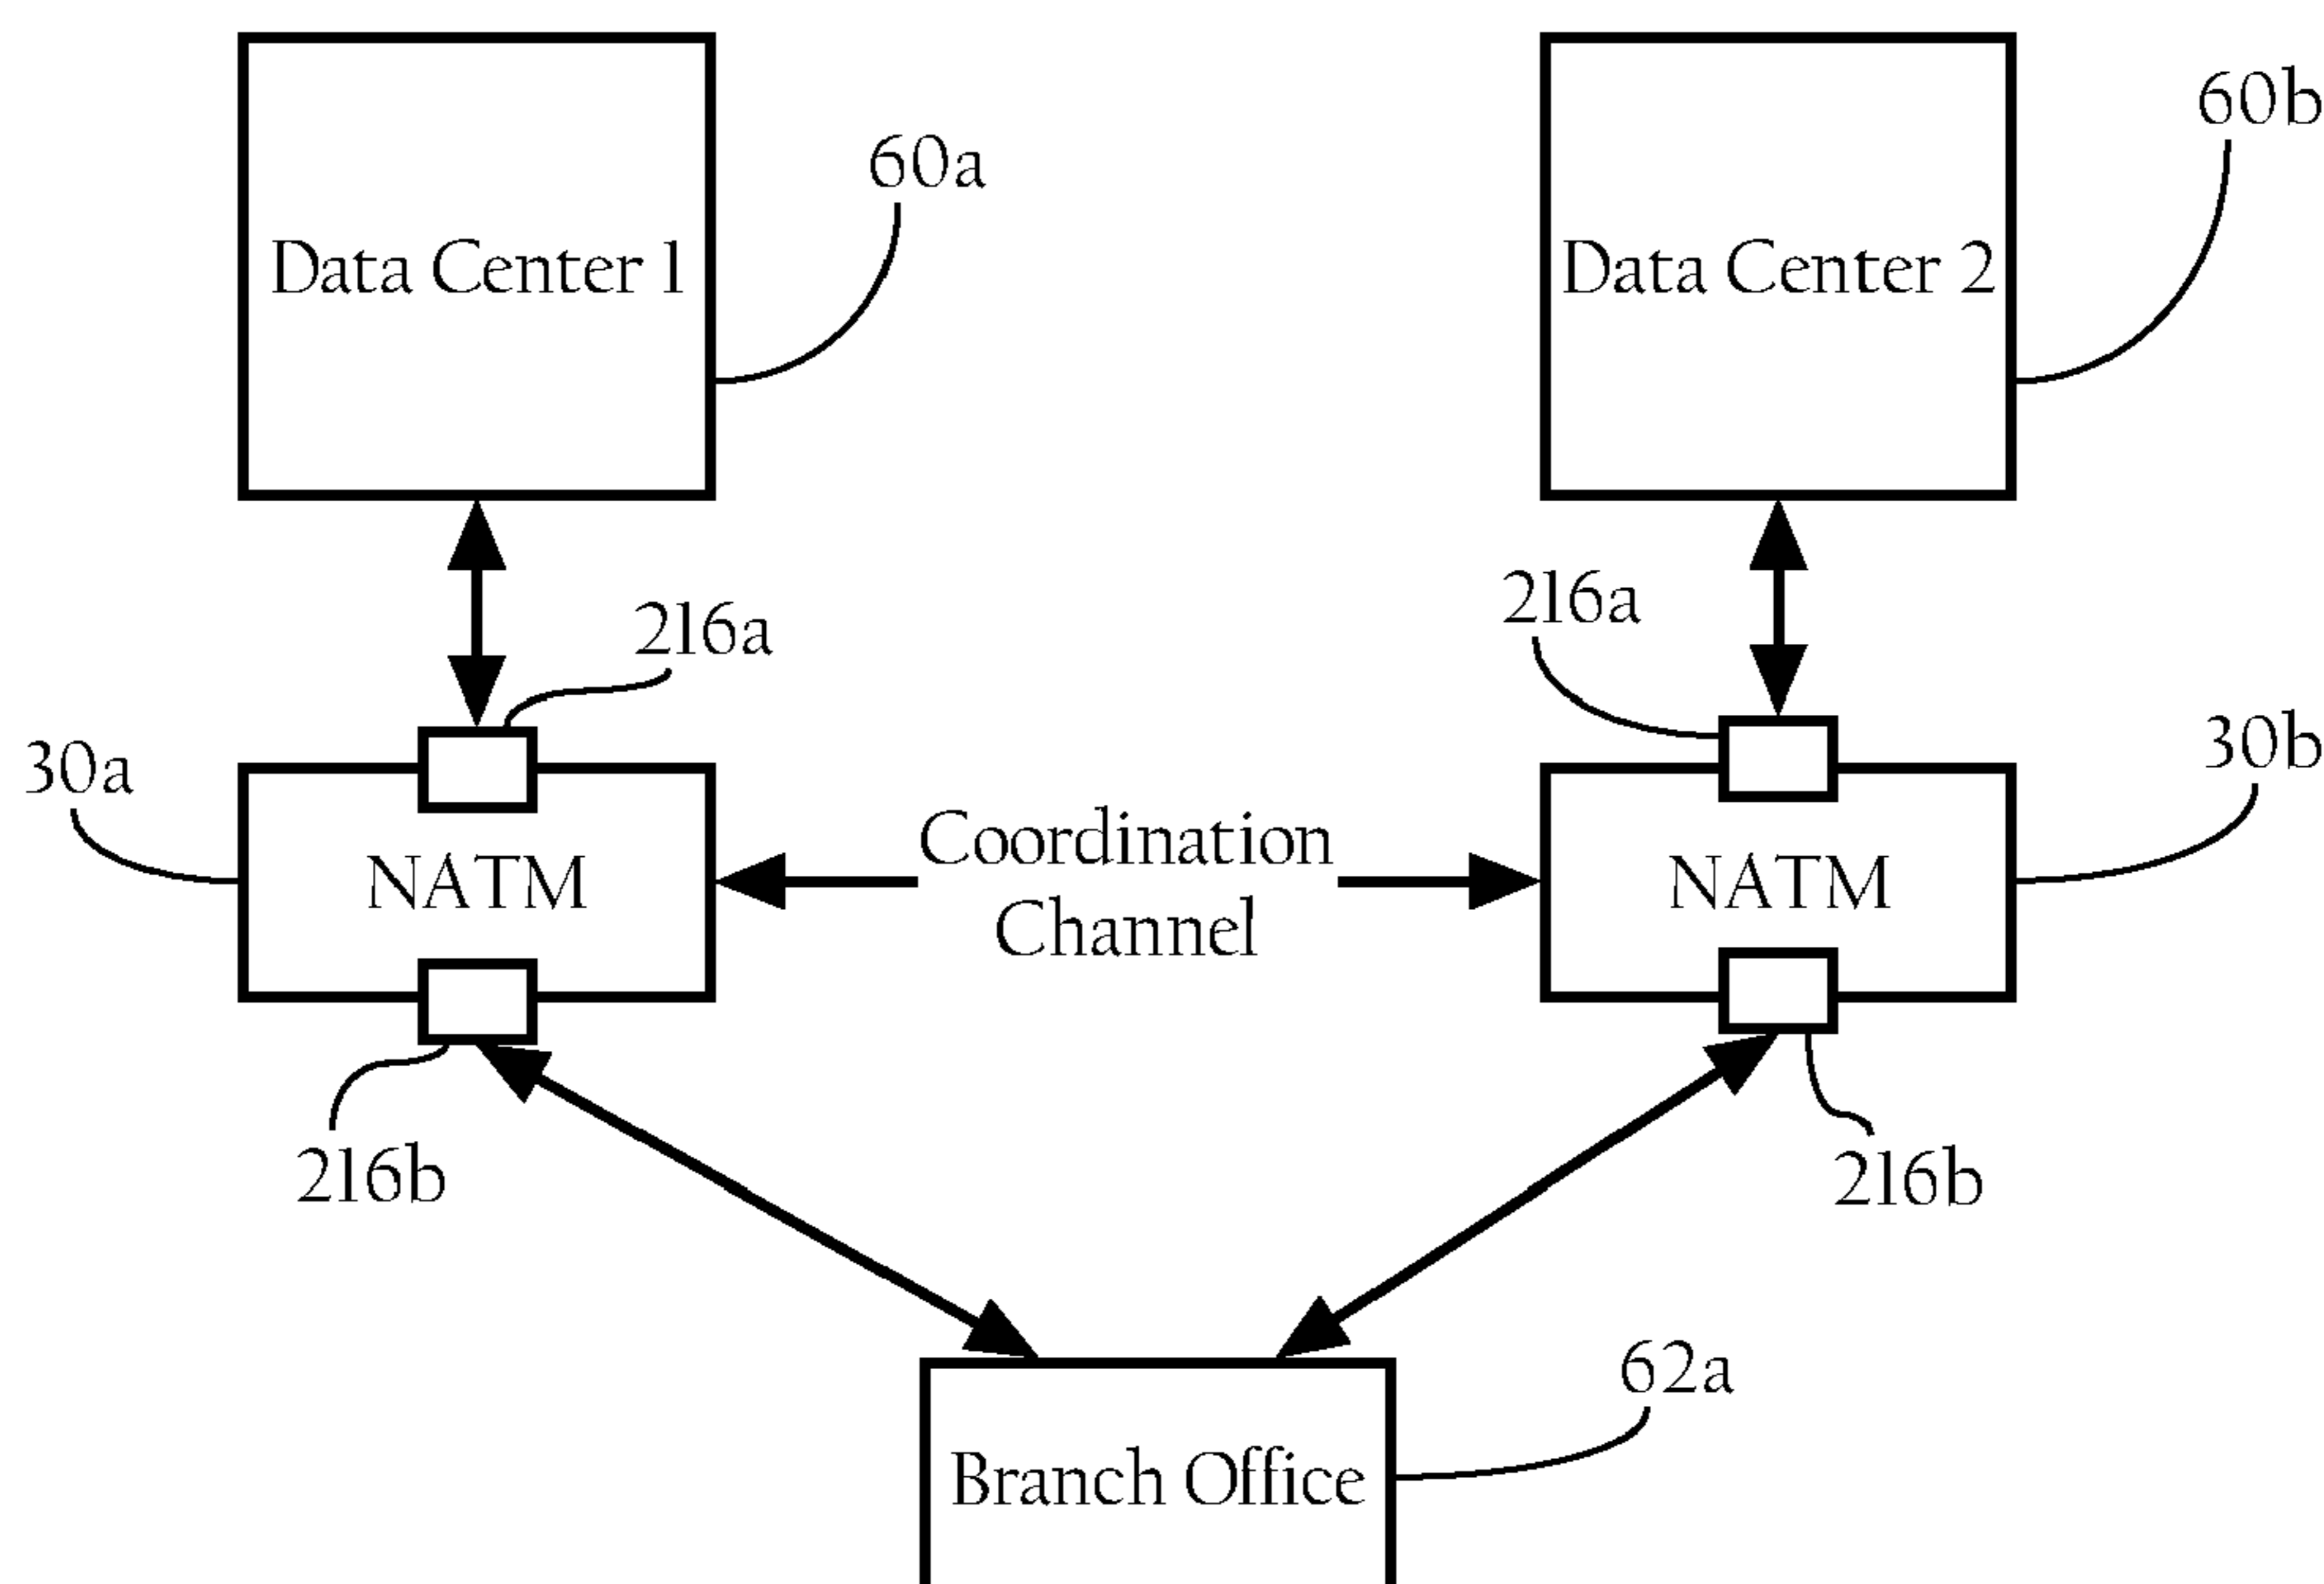 60b
60a
Data Center 1
Data Center 2
216a
216a
30a
30b
Coordination
Channel
NATM
NATM
216b
216b
62a
Branch Office